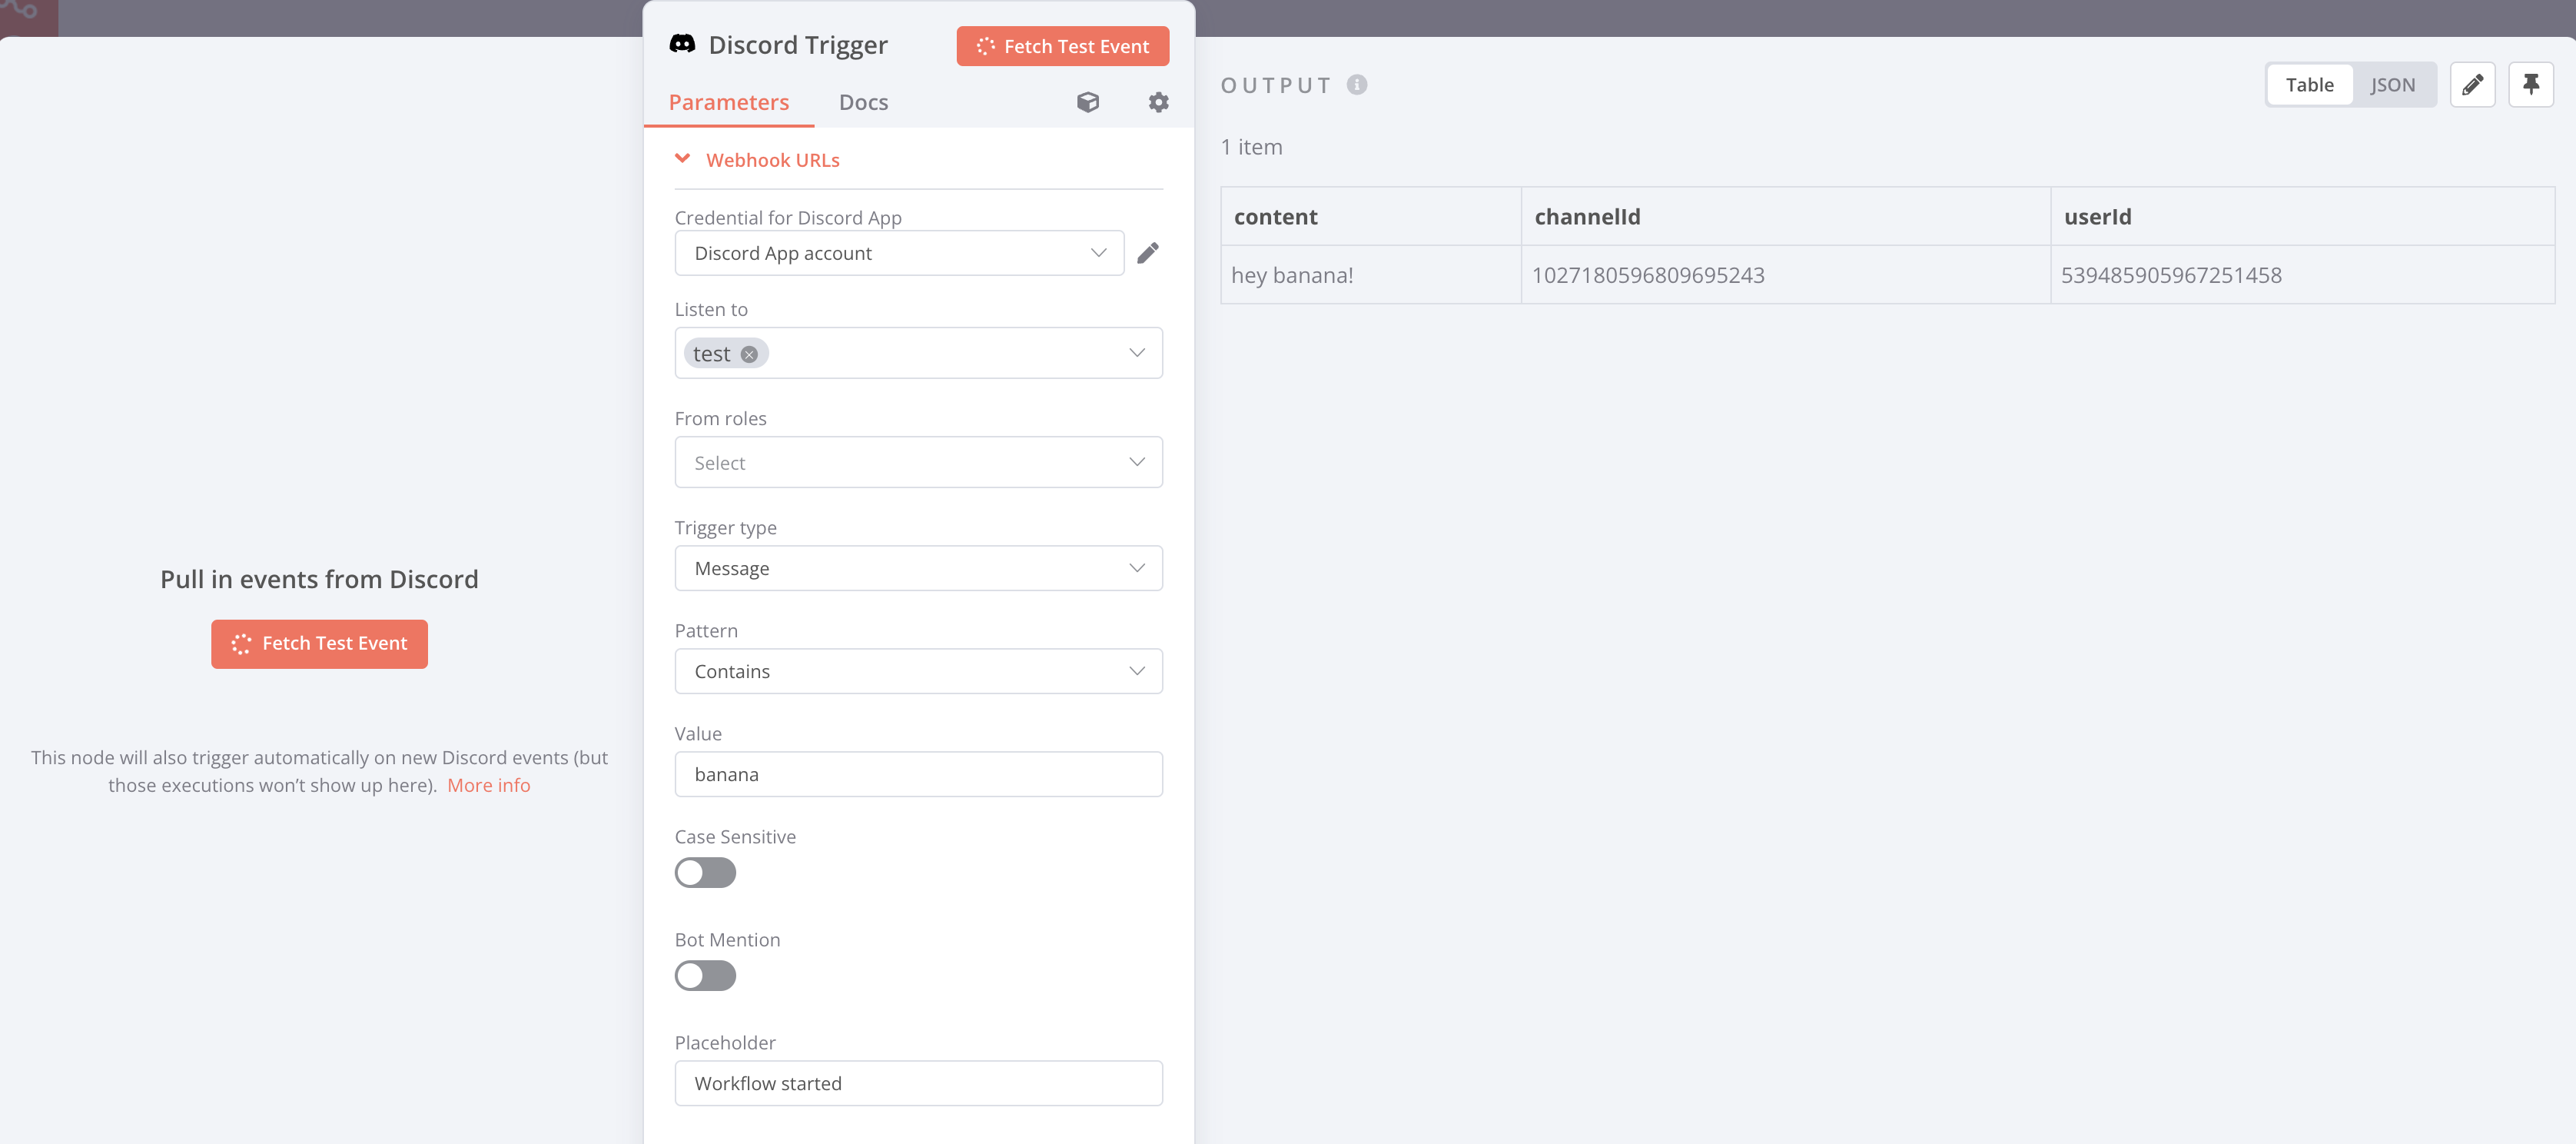 Discord Trigger
Fetch Test Event
Parameters
Docs
Webhook URLs
Credential for Discord App
Discord App account
Listen to
test
From roles
Select
Trigger type
Message
Pattern
Contains
Value
banana
Case Sensitive
Bot Mention
Placeholder
Workflow started
Pull in events from Discord
Fetch Test Event
This node will also trigger automatically on new Discord events (but
those executions won’t show up here). More info
OUTPUT
Table
JSON
1 item
content channelId userId
hey banana! 1027180596809695243 539485905967251458